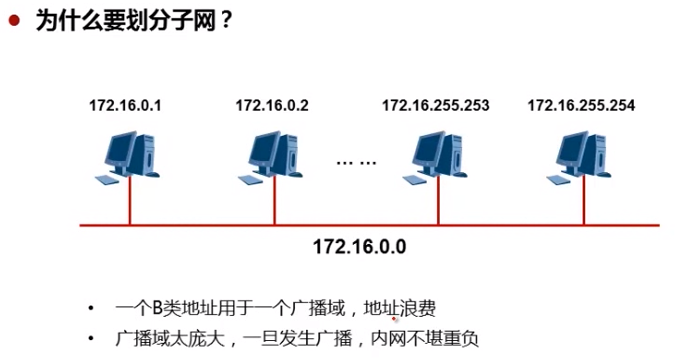 为什么要划分子网？
172.16.0.1 172.16.0.2 172.16.255.253 172.16.255.254
... ...
172.16.0.0
• 一个B类地址用于一个广播域，地址浪费
• 广播域太庞大，一旦发生广播，内网不堪重负